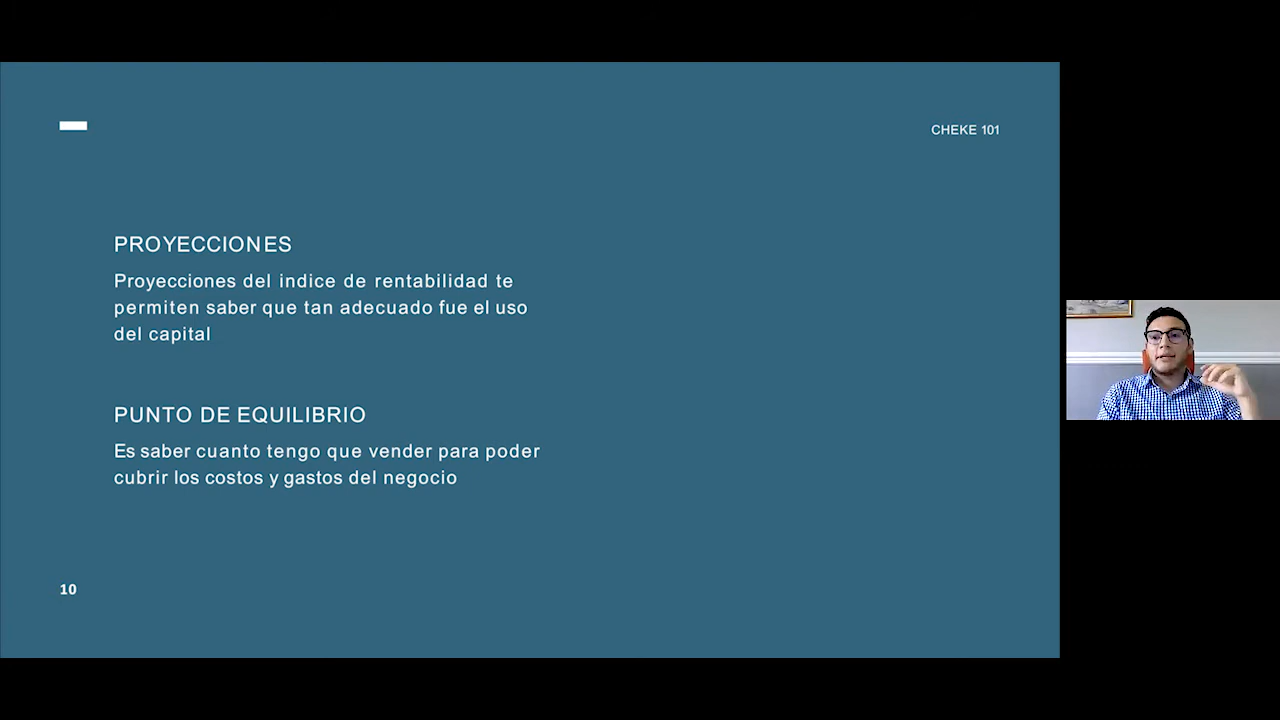 CHEKE 101
PROYECCIONES
Proyecciones del indice de rentabilidad te
permiten saber que tan adecuado fue el uso
del capital
PUNTO DE EQUILIBRIO
Es saber cuanto tengo que vender para poder
cubrir los costos y gastos del negocio
10